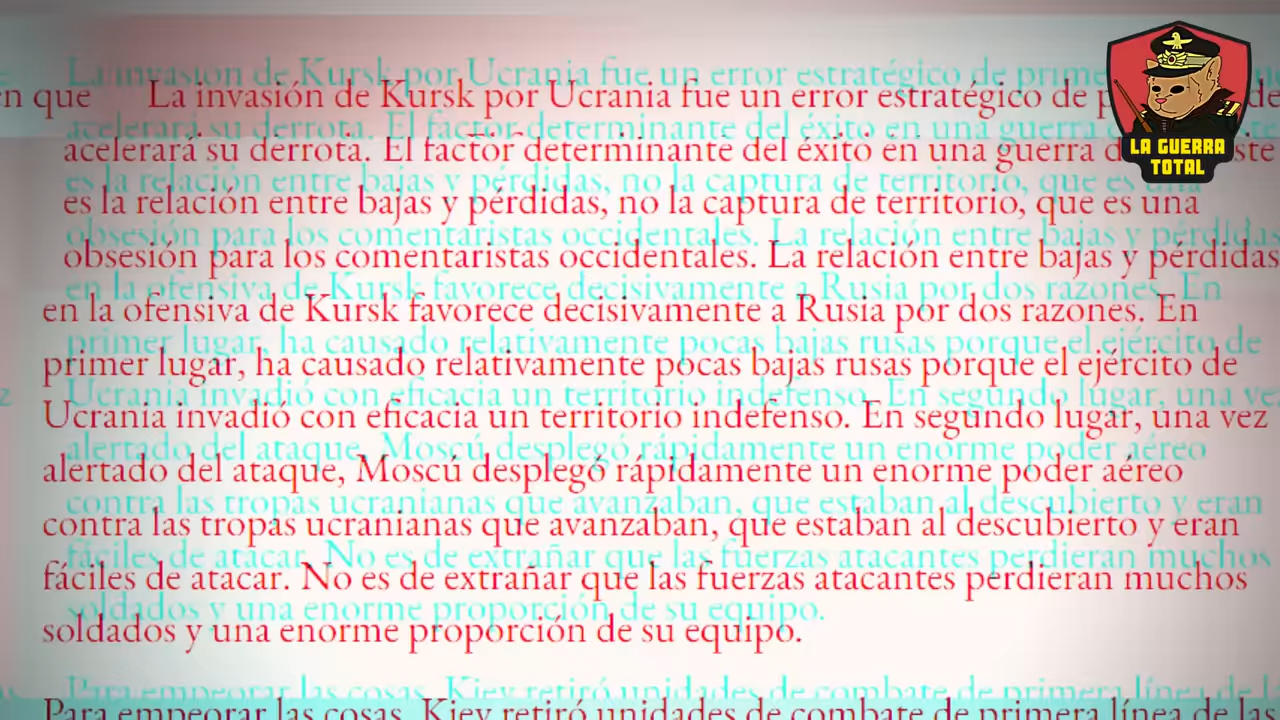 en que La invasión de Kursk por Ucrania fue un error estratégico de de
acelerará su derrota. El factor determinante del éxito en una guerra
es la relación entre bajas y pérdidas, no la captura de territorio, que es una
obsesión para los comentaristas occidentales. La relación entre bajas y pérdidas
en la ofensiva de Kursk favorece decisivamente a Rusia por dos razones. En
primer lugar, ha causado relativamente pocas bajas rusas porque el ejército de
Ucrania invadió con eficacia un territorio indefenso. En segundo lugar, una vez
alertado del ataque, Moscú desplegó rápidamente un enorme poder aéreo
contra las tropas ucranianas que avanzaban, que estaban al descubierto y eran
fáciles de atacar. No es de extrañar que las fuerzas atacantes perdieran muchos
soldados y una enorme proporción de su equipo.
Para empeorar las cosas, Kiev retiró unidades de combate de primera línea de las
LA GUERRA
TOTAL